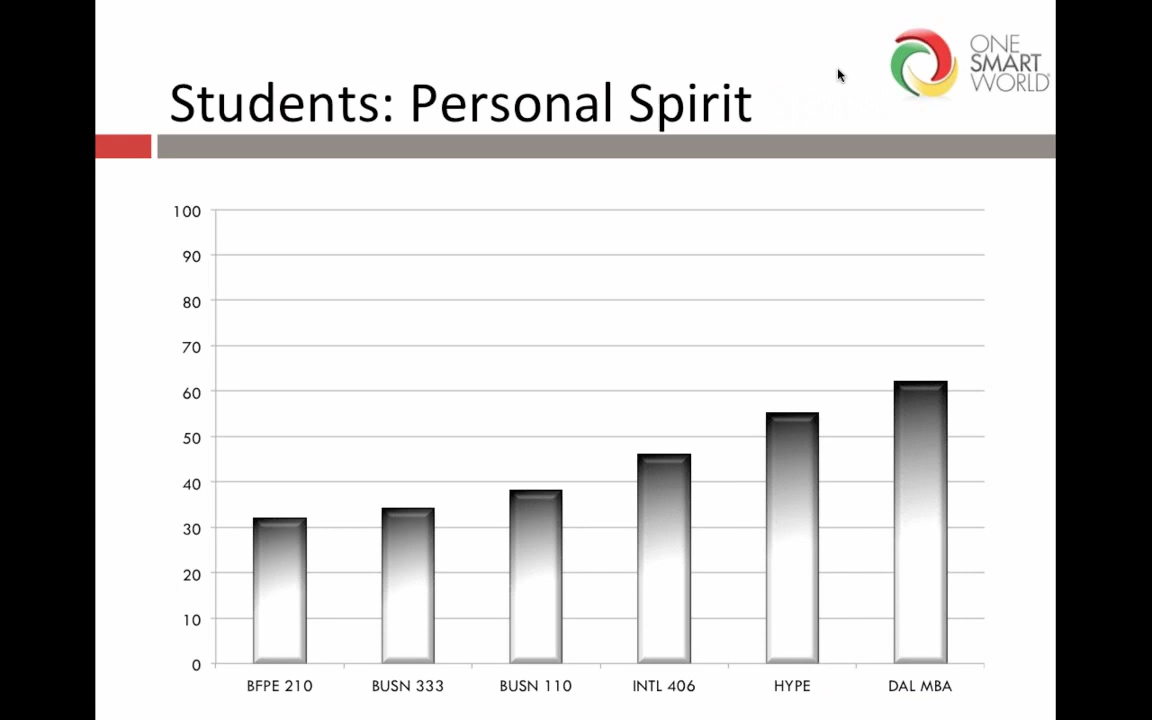 ONE
SMART
WORLD
Students: Personal Spirit
100
90
80
70
60
50
40
30
20
10
0
BFPE 210 BUSN 333 BUSN 110 INTL 406 HYPE DAL MBA